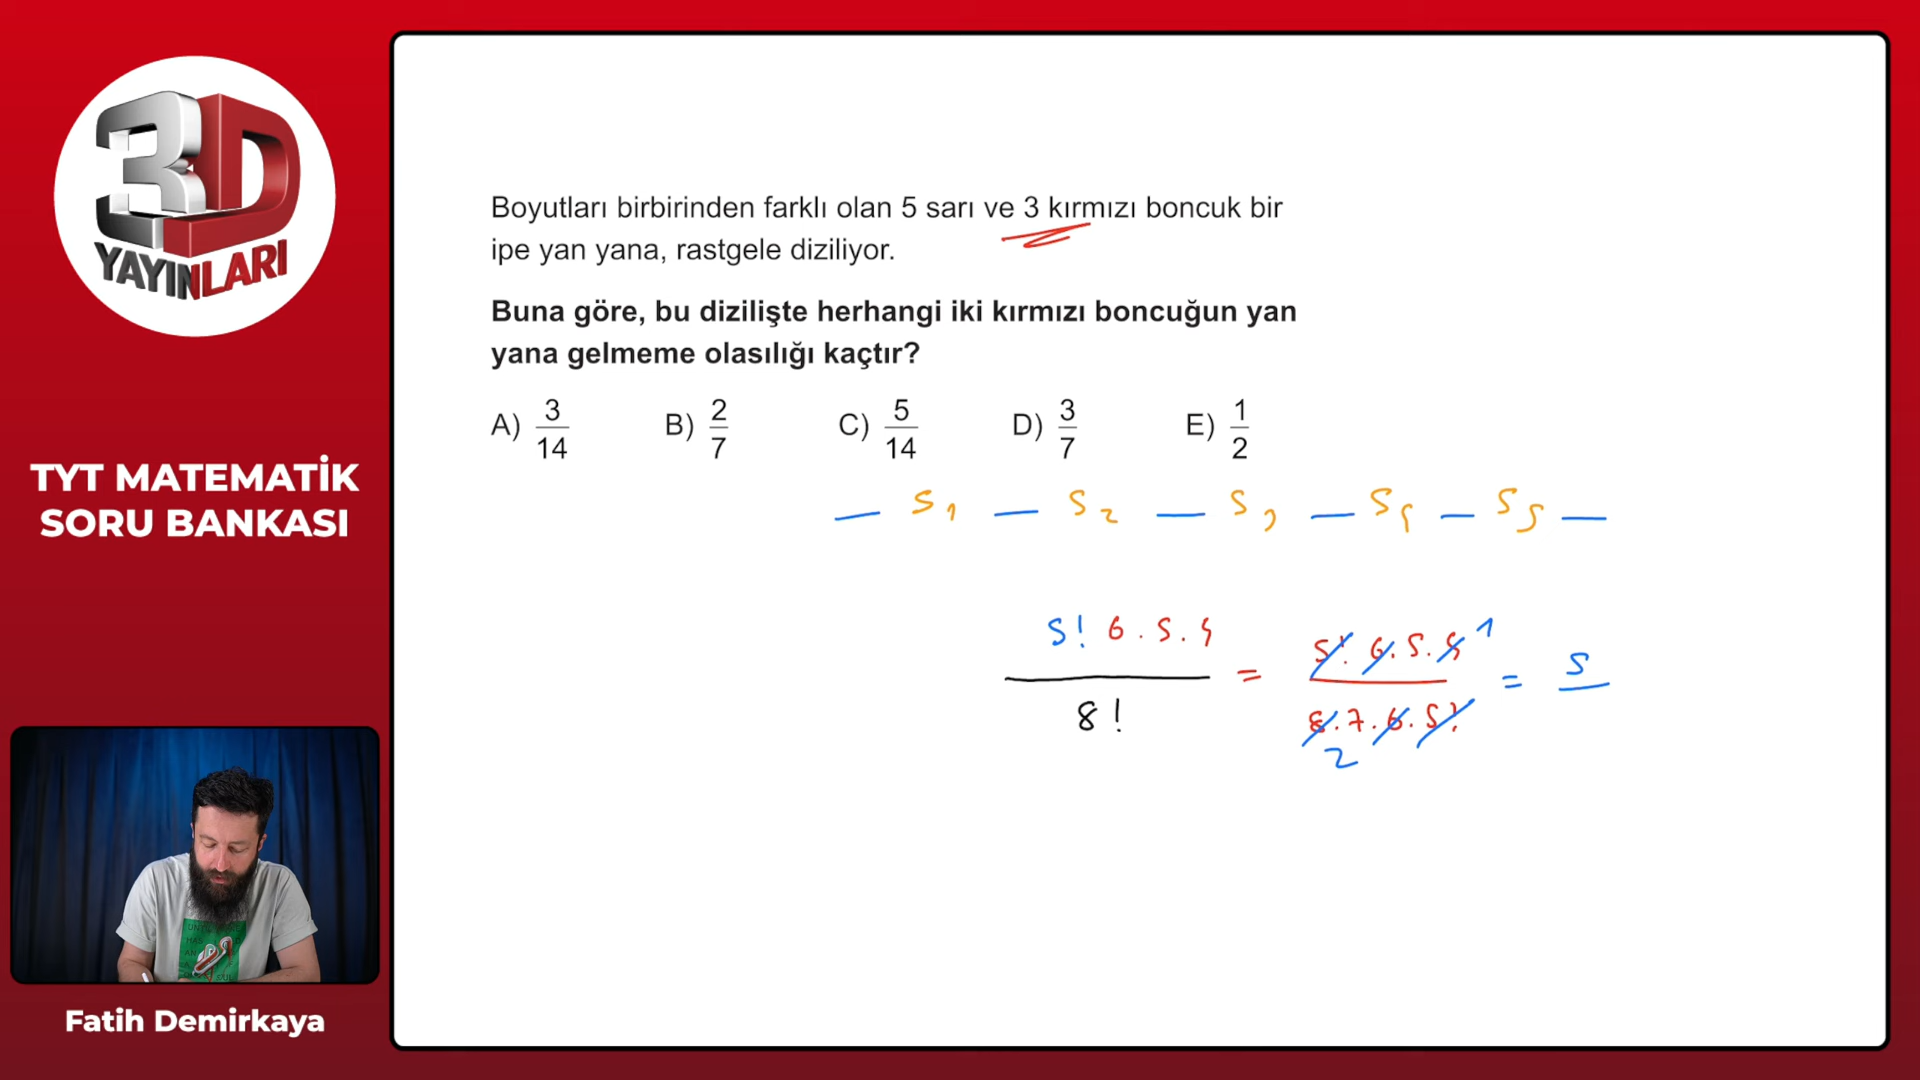 3D
YAYINLARI
TYT MATEMATİK
SORU BANKASI
Fatih Demirkaya
Boyutları birbirinden farklı olan 5 sarı ve 3 kırmızı boncuk bir
ipe yan yana, rastgele diziliyor.
Buna göre, bu dizilişte herhangi iki kırmızı boncuğun yan
yana gelmeme olasılığı kaçtır?
A) 3/14 B) 2/7 C) 5/14 D) 3/7 E) 1/2
_ S1 _ S2 _ S3 _ S4 _ S5 _
5! 6 . 5 . 4 / 8! = 5! 6 . 5 . 4 1 / 8 . 7 . 6 . 5! 2 = 5